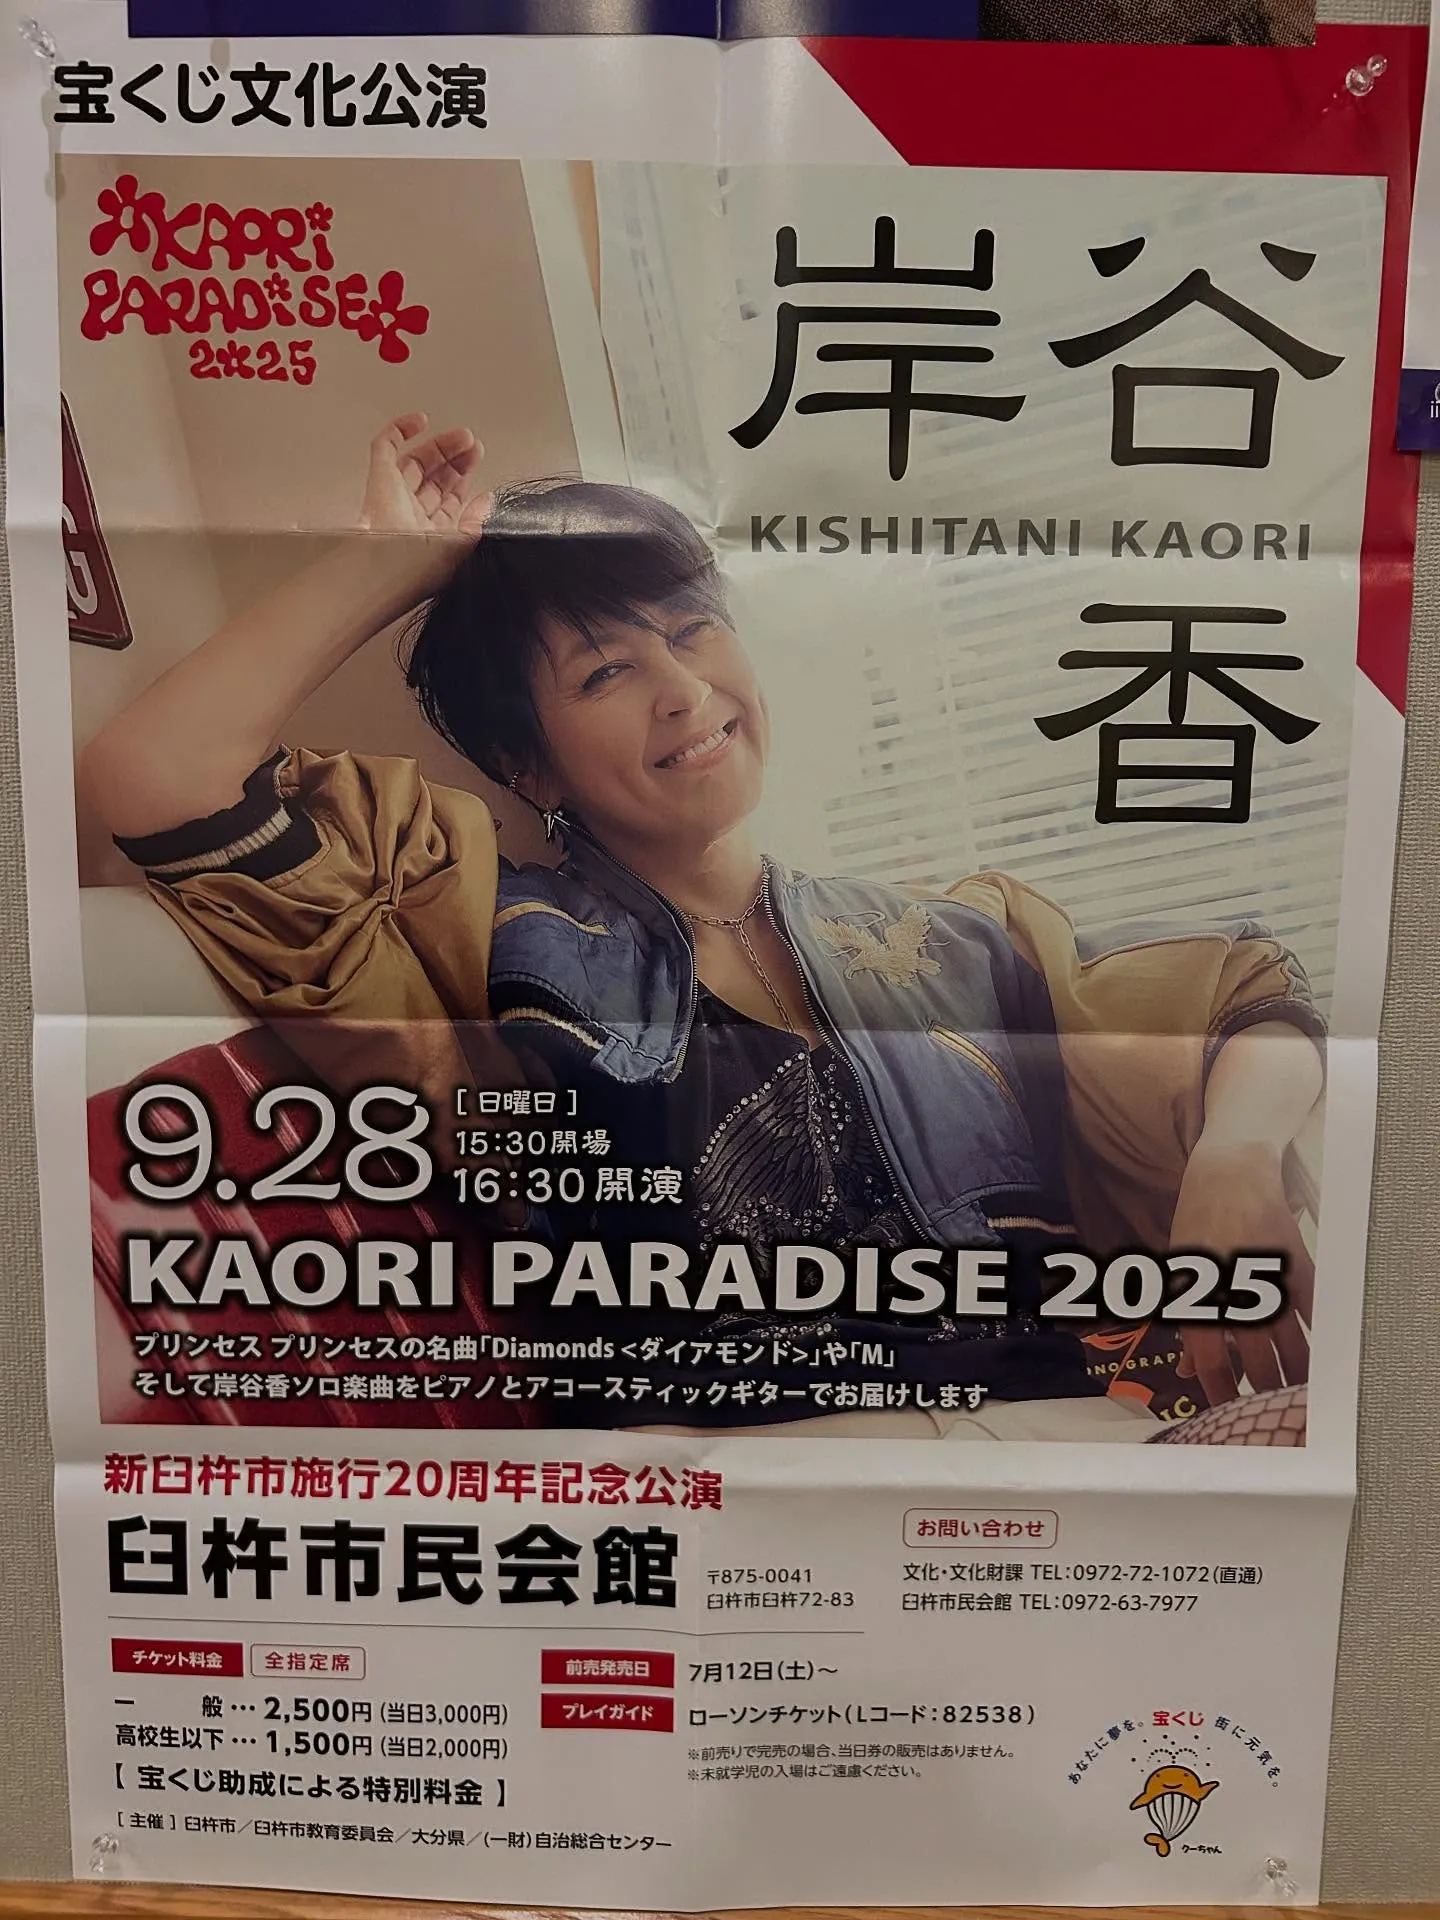 宝くじ文化公演
KAORI
PARADISE
2025
岸谷
KISHITANI KAORI
香
9.28
[ 日曜日 ]
15:30開場
16:30開演
KAORI PARADISE 2025
プリンセス プリンセスの名曲「Diamonds <ダイアモンド>」や「M」
そして岸谷香ソロ楽曲をピアノとアコースティックギターでお届けします
新臼杵市施行20周年記念公演
臼杵市民会館
〒875-0041
臼杵市臼杵72-83
お問い合わせ
文化・文化財課 TEL:0972-72-1072(直通)
臼杵市民会館 TEL:0972-63-7977
チケット料金 全指定席
一般…2,500円(当日3,000円)
高校生以下…1,500円(当日2,000円)
【 宝くじ助成による特別料金 】
前売発売日 7月12日(土)～
プレイガイド ローソンチケット(Lコード:82538)
※前売りで完売の場合、当日券の販売はありません。
※未就学児の入場はご遠慮ください。
[ 主催 ] 臼杵市／臼杵市教育委員会／大分県／(一財)自治総合センター
あなたに夢を。宝くじ 街に元気を。
クーちゃん